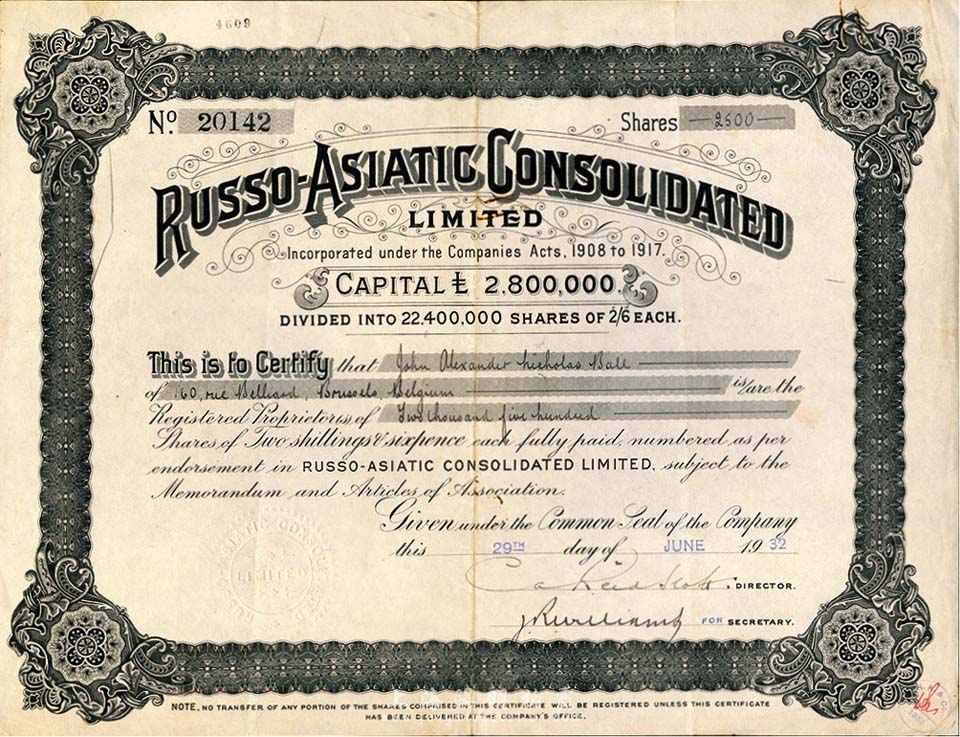 4609
No. 20142 Shares 2500
RUSSO-ASIATIC CONSOLIDATED
LIMITED
Incorporated under the Companies Acts, 1908 to 1917.
CAPITAL £ 2.800,000.
DIVIDED INTO 22,400,000 SHARES OF 2/6 EACH.
This is to Certify that John Alexander Nicholas Ball
of 160, rue Belliard, Brussels, Belgium is/are the
Registered Proprietor/s, of Two thousand five hundred
Shares, of Two shillings & sixpence each fully paid, numbered as per
endorsement in RUSSO-ASIATIC CONSOLIDATED LIMITED, subject to the
Memorandum and Articles of Association.
Given under the Common Seal of the Company
this 29TH day of JUNE 1932
DIRECTOR.
FOR SECRETARY.
LIMITED
NOTE. NO TRANSFER OF ANY PORTION OF THE SHARES COMPRISED IN THIS CERTIFICATE WILL BE REGISTERED UNLESS THIS CERTIFICATE
HAS BEEN DELIVERED AT THE COMPANY'S OFFICE.